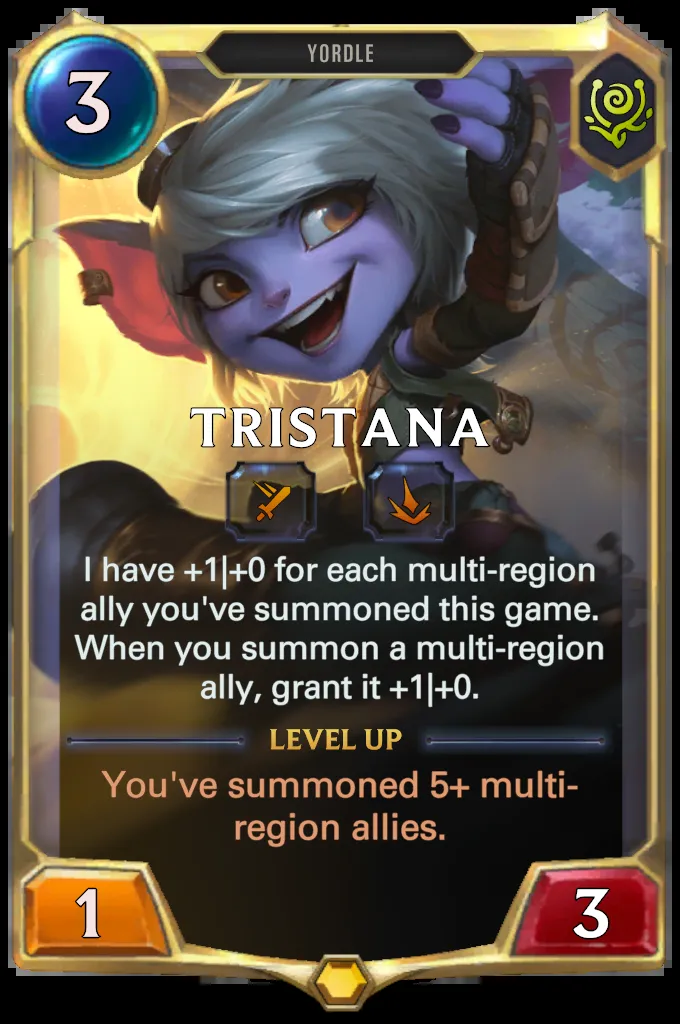 YORDLE
3
TRISTANA
I have +1|+0 for each multi-region
ally you've summoned this game.
When you summon a multi-region
ally, grant it +1|+0.
LEVEL UP
You've summoned 5+ multi-
region allies.
1
3